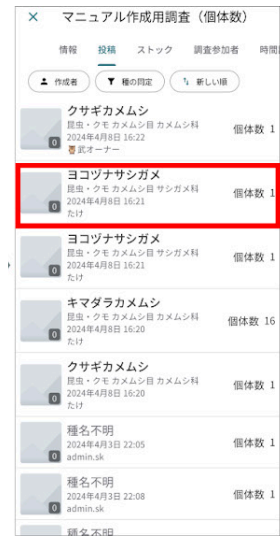 × マニュアル作成用調査（個体数）
情報 投稿 ストック 調査参加者 時間
作成者 種の同定 新しい順
クサギカメムシ
昆虫・クモ カメムシ目 カメムシ科
2024年4月8日 16:22
武オーナー
0
個体数 1
ヨコヅナサシガメ
昆虫・クモ カメムシ目 サシガメ科
2024年4月8日 16:21
たけ
0
個体数 1
ヨコヅナサシガメ
昆虫・クモ カメムシ目 サシガメ科
2024年4月8日 16:21
たけ
0
個体数 1
キマダラカメムシ
昆虫・クモ カメムシ目 カメムシ科
2024年4月8日 16:20
たけ
0
個体数 16
クサギカメムシ
昆虫・クモ カメムシ目 カメムシ科
2024年4月8日 16:20
たけ
0
個体数 1
種名不明
2024年4月3日 22:05
admin.sk
0
個体数 1
種名不明
2024年4月3日 22:08
admin.sk
0
個体数 1
種名不明